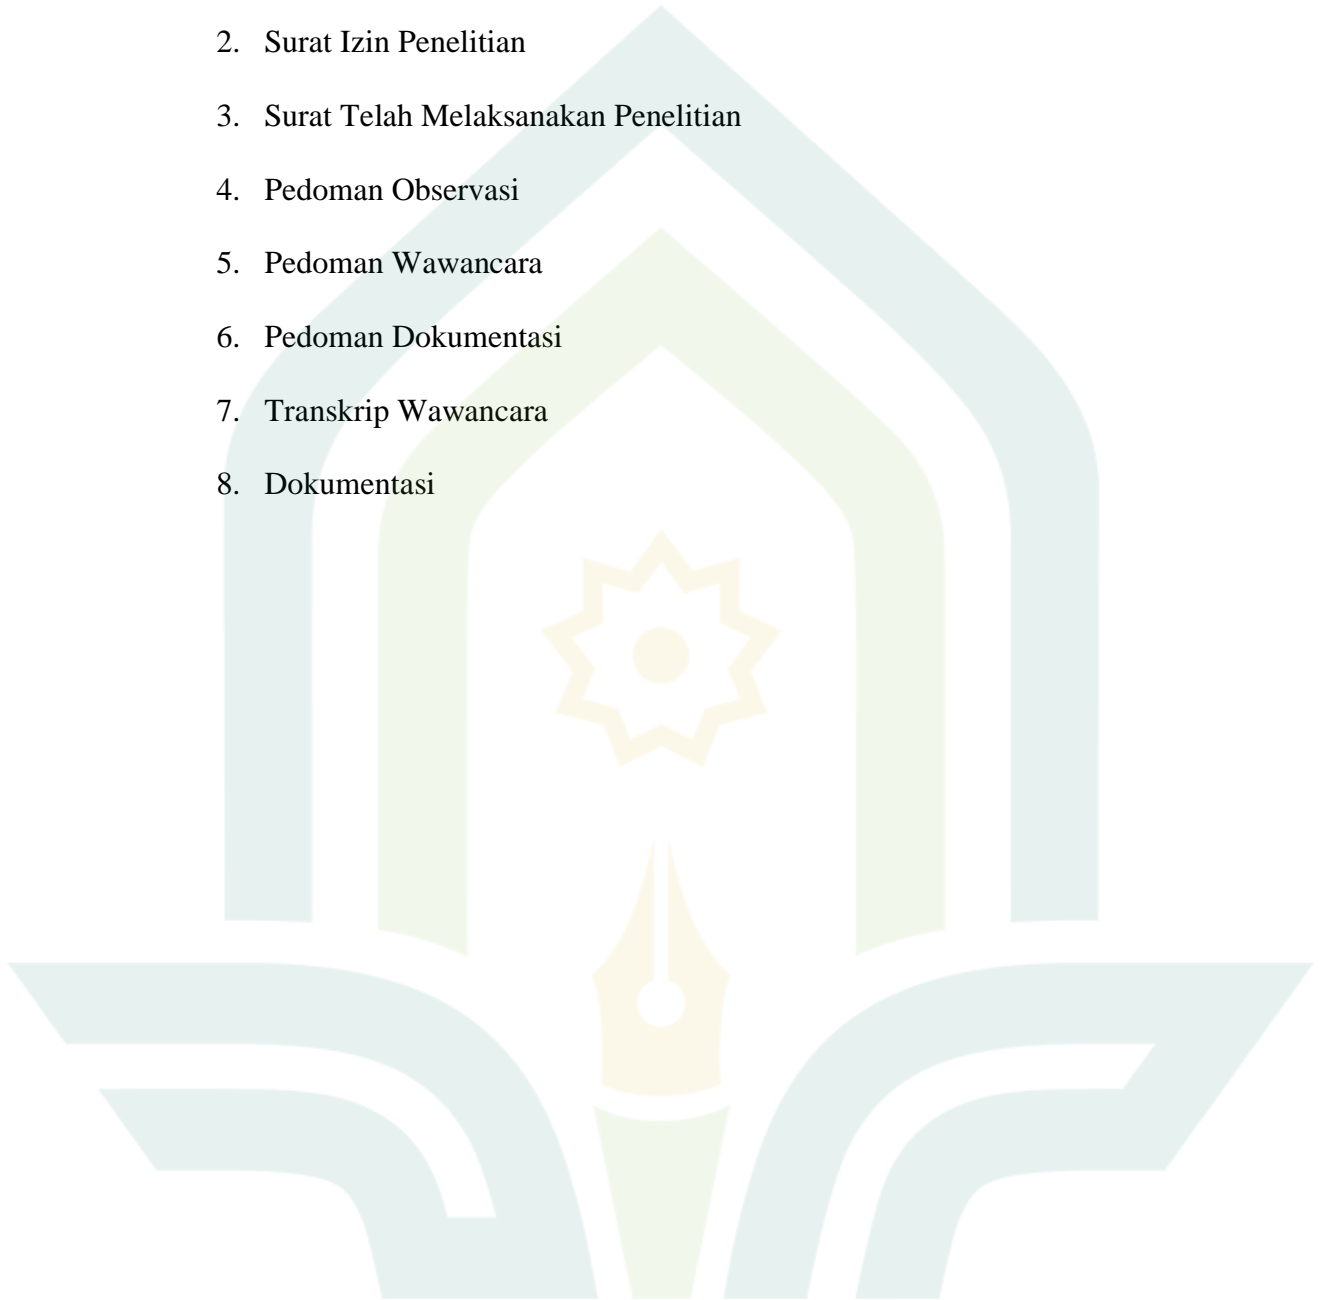 2. Surat Izin Penelitian
3. Surat Telah Melaksanakan Penelitian
4. Pedoman Observasi
5. Pedoman Wawancara
6. Pedoman Dokumentasi
7. Transkrip Wawancara
8. Dokumentasi